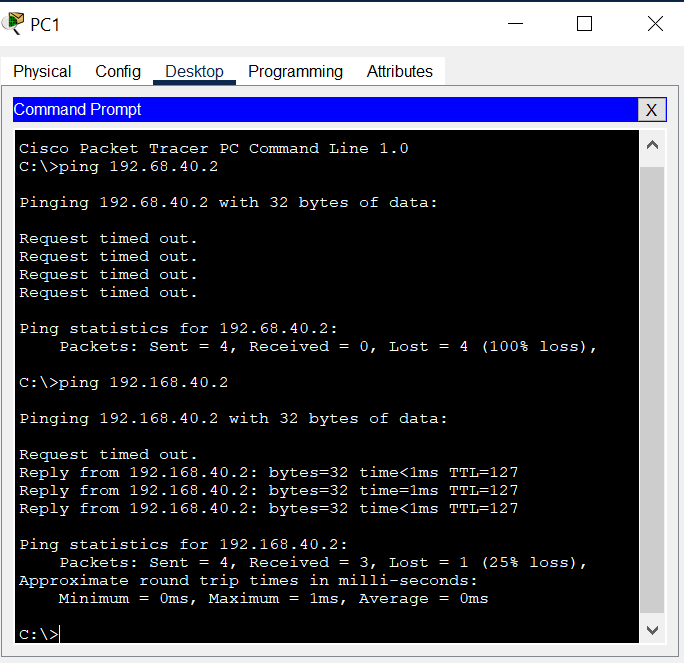 PC1
Physical Config Desktop Programming Attributes
Command Prompt X
Cisco Packet Tracer PC Command Line 1.0
C:\>ping 192.68.40.2
Pinging 192.68.40.2 with 32 bytes of data:
Request timed out.
Request timed out.
Request timed out.
Request timed out.
Ping statistics for 192.68.40.2:
Packets: Sent = 4, Received = 0, Lost = 4 (100% loss),
C:\>ping 192.168.40.2
Pinging 192.168.40.2 with 32 bytes of data:
Request timed out.
Reply from 192.168.40.2: bytes=32 time<1ms TTL=127
Reply from 192.168.40.2: bytes=32 time=1ms TTL=127
Reply from 192.168.40.2: bytes=32 time<1ms TTL=127
Ping statistics for 192.168.40.2:
Packets: Sent = 4, Received = 3, Lost = 1 (25% loss),
Approximate round trip times in milli-seconds:
Minimum = 0ms, Maximum = 1ms, Average = 0ms
C:\>